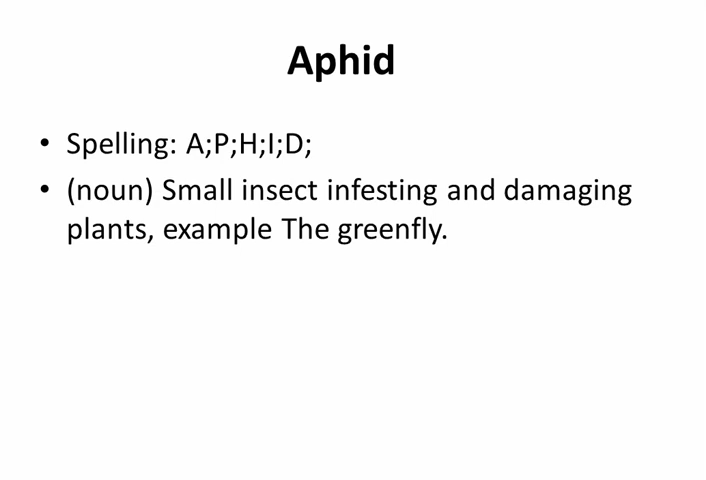 Aphid
• Spelling: A;P;H;I;D;
• (noun) Small insect infesting and damaging
plants, example The greenfly.